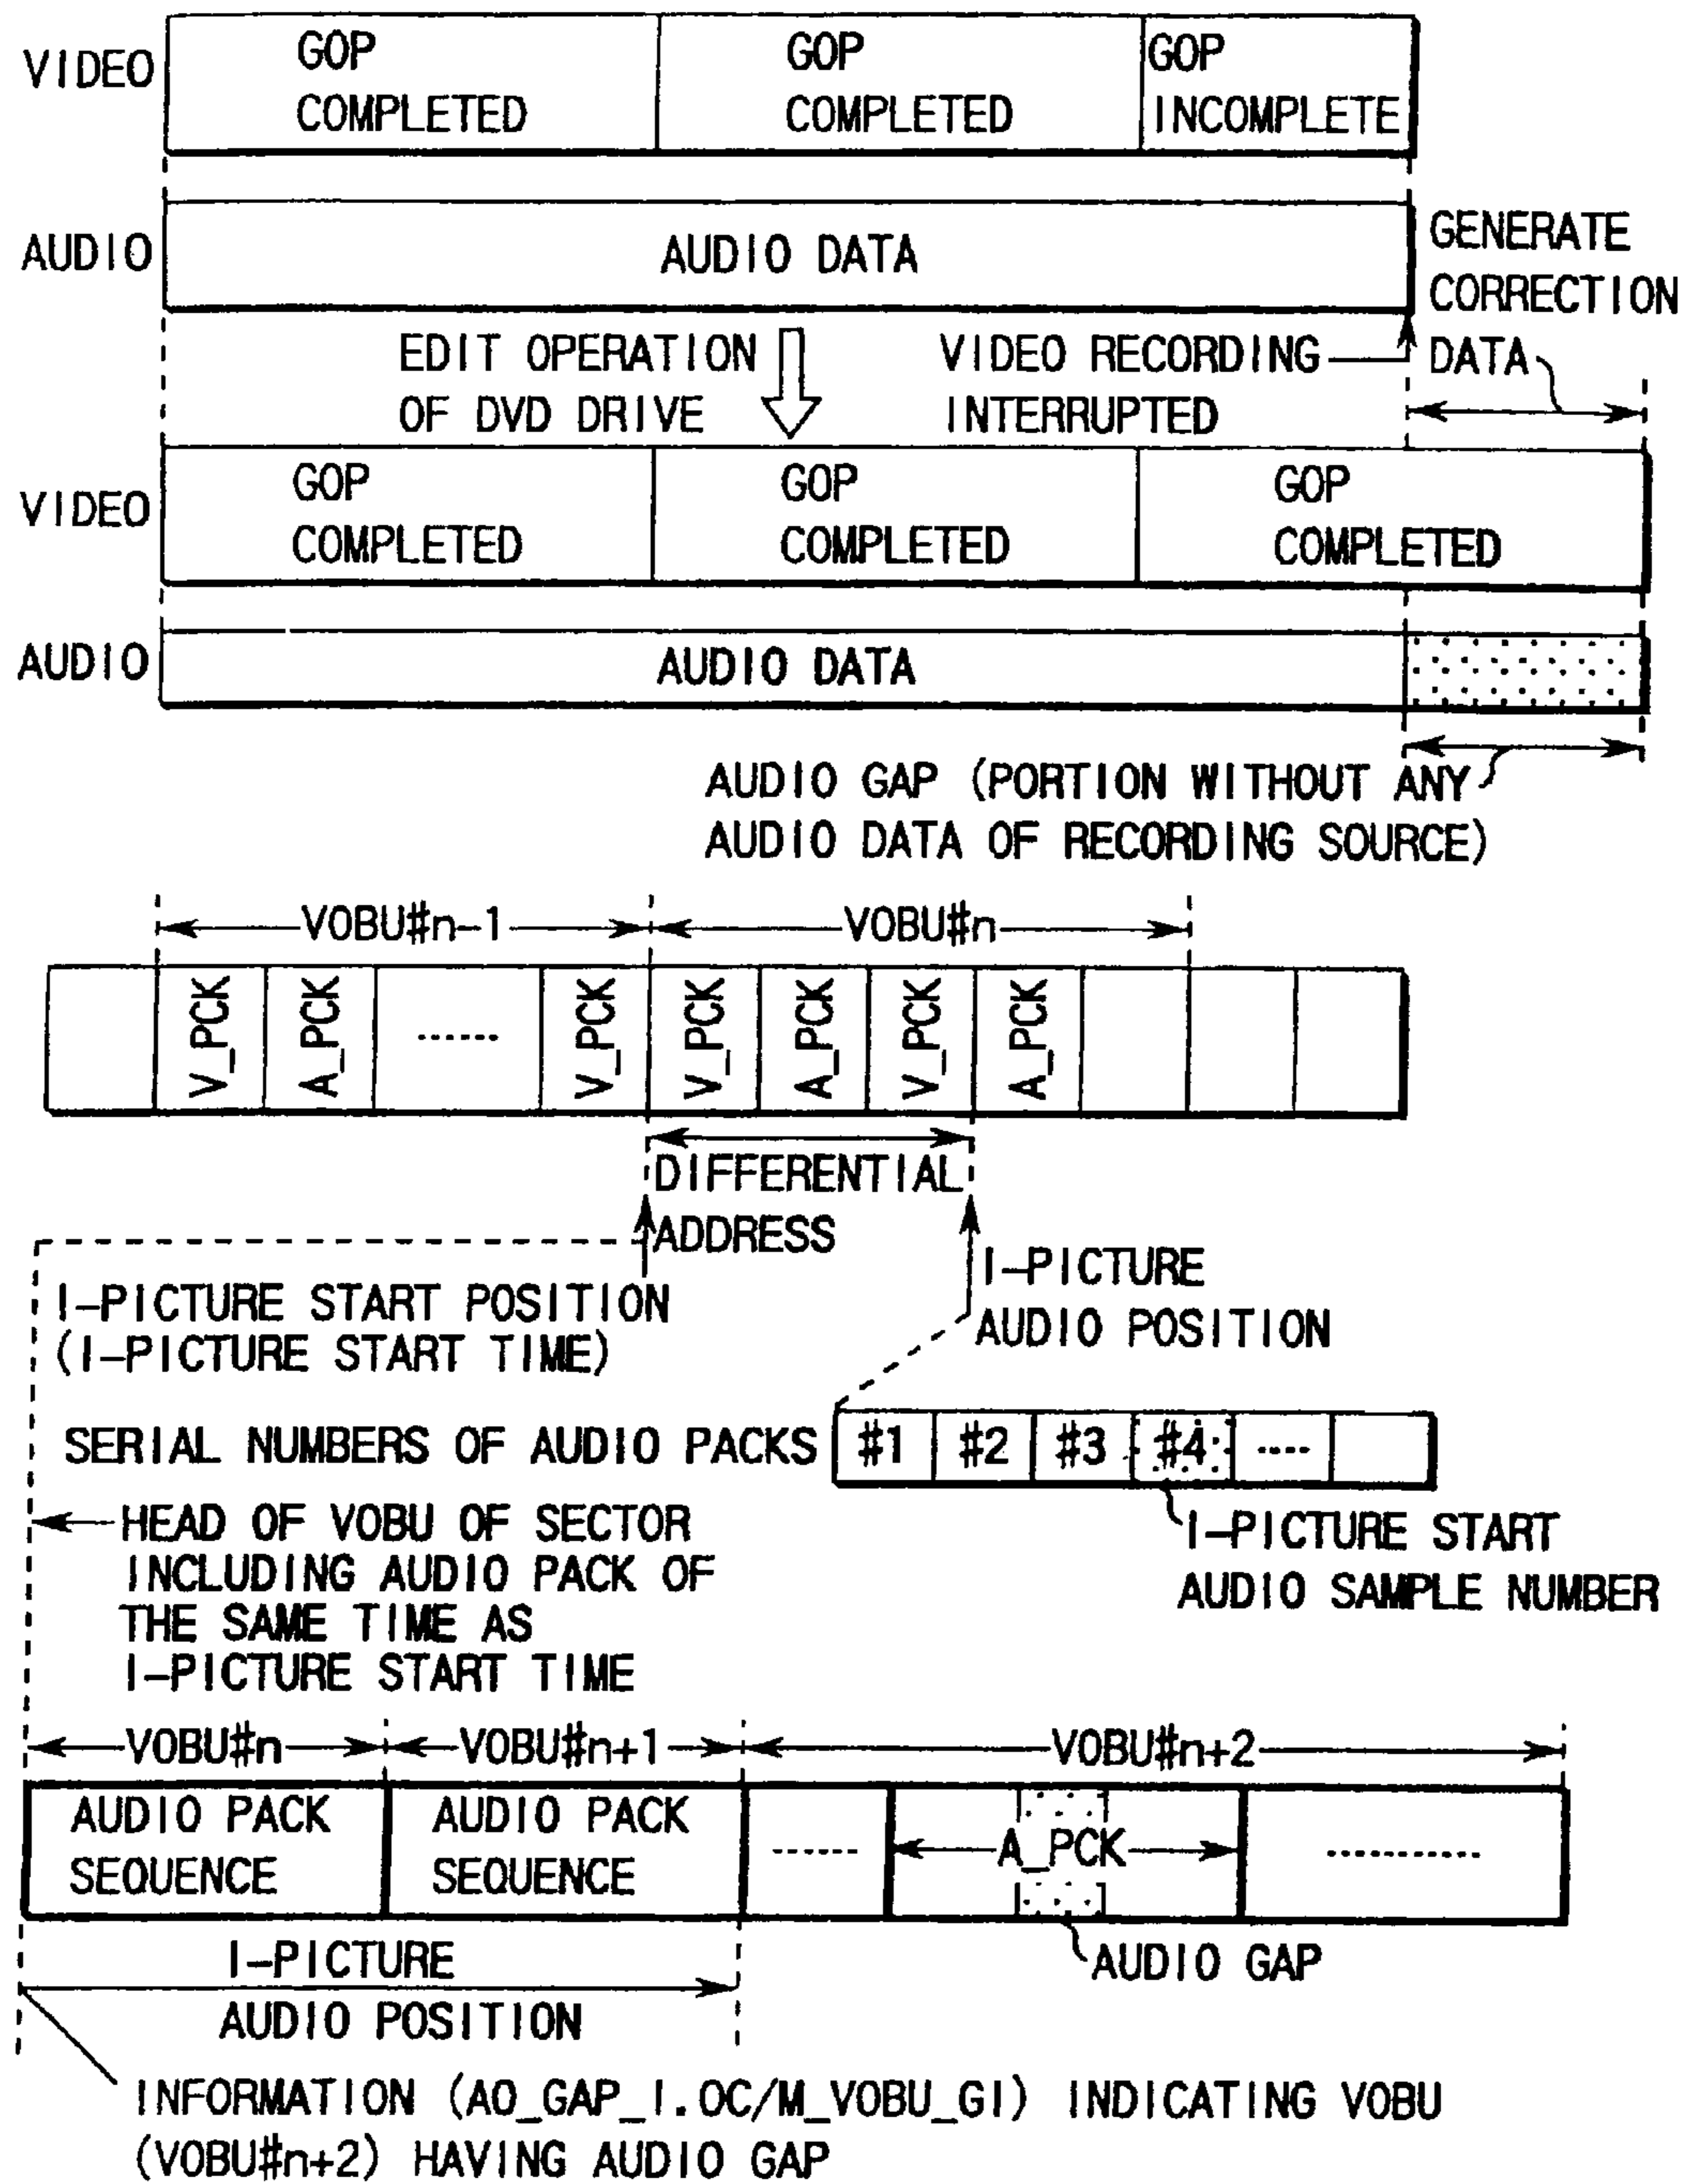 VIDEO
GOP
COMPLETED
GOP
COMPLETED
GOP
INCOMPLETE
AUDIO
AUDIO DATA
GENERATE
CORRECTION
DATA
EDIT OPERATION
OF DVD DRIVE
VIDEO RECORDING
INTERRUPTED
VIDEO
GOP
COMPLETED
GOP
COMPLETED
GOP
COMPLETED
AUDIO
AUDIO DATA
AUDIO GAP (PORTION WITHOUT ANY
AUDIO DATA OF RECORDING SOURCE)
VOBU#n-1
VOBU#n
V_PCK
A_PCK
V_PCK
V_PCK
A_PCK
V_PCK
A_PCK
DIFFERENTIAL
ADDRESS
I-PICTURE START POSITION
(I-PICTURE START TIME)
I-PICTURE
AUDIO POSITION
SERIAL NUMBERS OF AUDIO PACKS
#1
#2
#3
#4
I-PICTURE START
AUDIO SAMPLE NUMBER
HEAD OF VOBU OF SECTOR
INCLUDING AUDIO PACK OF
THE SAME TIME AS
I-PICTURE START TIME
VOBU#n
VOBU#n+1
VOBU#n+2
AUDIO PACK
SEQUENCE
AUDIO PACK
SEQUENCE
A_PCK
AUDIO GAP
I-PICTURE
AUDIO POSITION
INFORMATION (A0_GAP_I.OC/M_VOBU_GI) INDICATING VOBU
(VOBU#n+2) HAVING AUDIO GAP